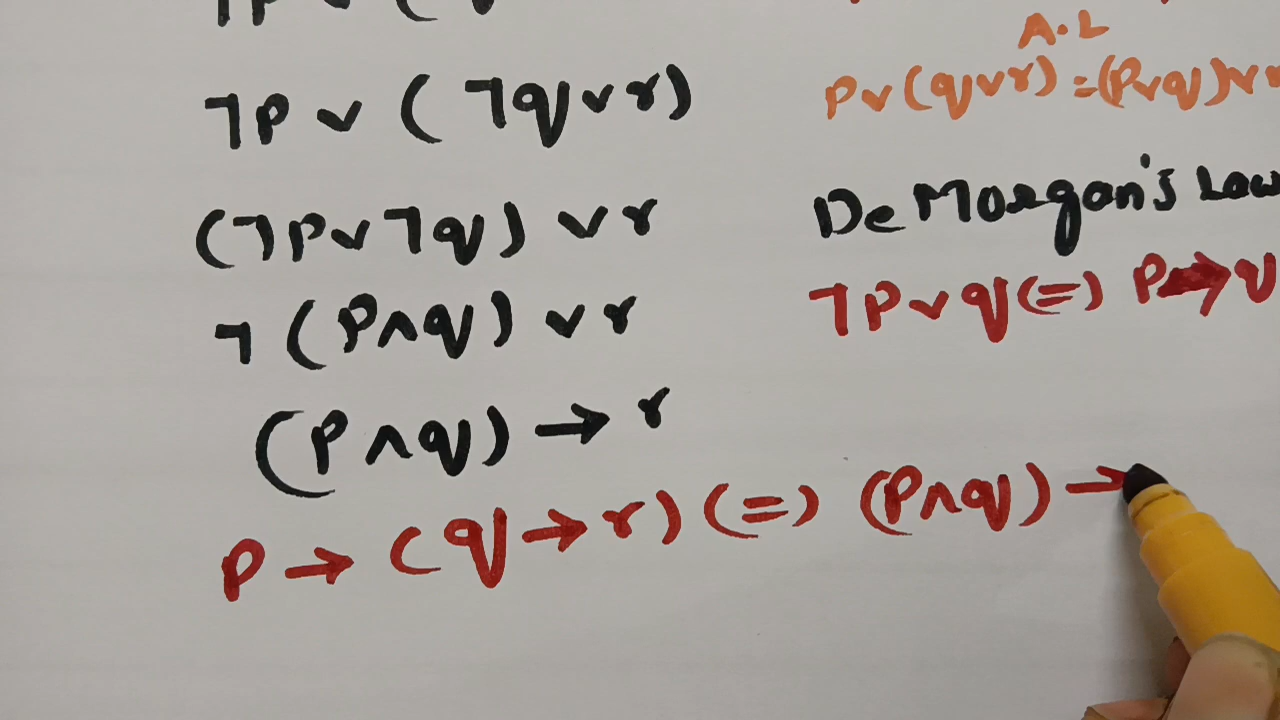 ¬p ∨ (¬q ∨ r)
(¬p ∨ ¬q) ∨ r
¬(p ∧ q) ∨ r
(p ∧ q) → r
p → (q → r) (=) (p ∧ q) →
A.L
p ∨ (q ∨ r) = (p ∨ q) ∨
De Morgan's Law
¬p ∨ q (=) p → q